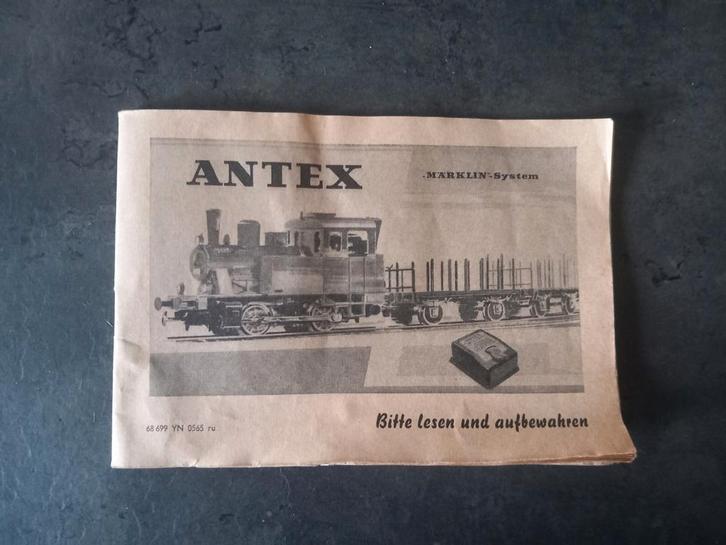 ANTEX
„MÄRKLIN"-System
68 699 YN 0565 ru
Bitte lesen und aufbewahren